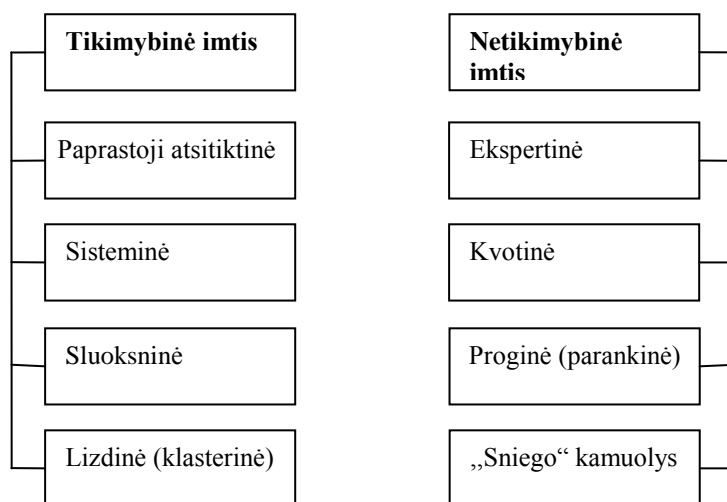 Tikimybinė imtis
Paprastoji atsitiktinė
Sisteminė
Sluoksninė
Lizdinė (klasterinė)
Netikimybinė
imtis
Ekspertinė
Kvotinė
Proginė (parankinė)
„Sniego“ kamuolys